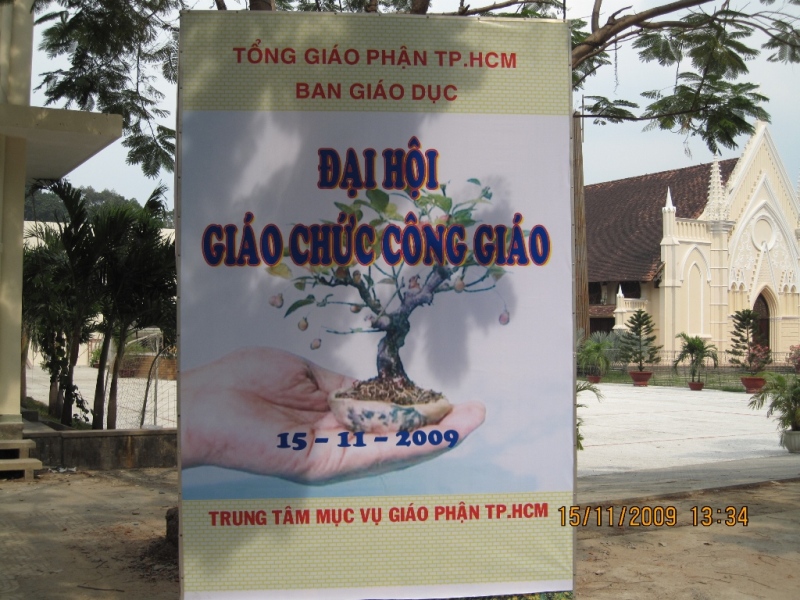 TỔNG GIÁO PHẬN TP.HCM
BAN GIÁO DỤC
ĐẠI HỘI
GIÁO CHỨC CÔNG GIÁO
15 - 11 - 2009
TRUNG TÂM MỤC VỤ GIÁO PHẬN TP.HCM
15/11/2009 13:34